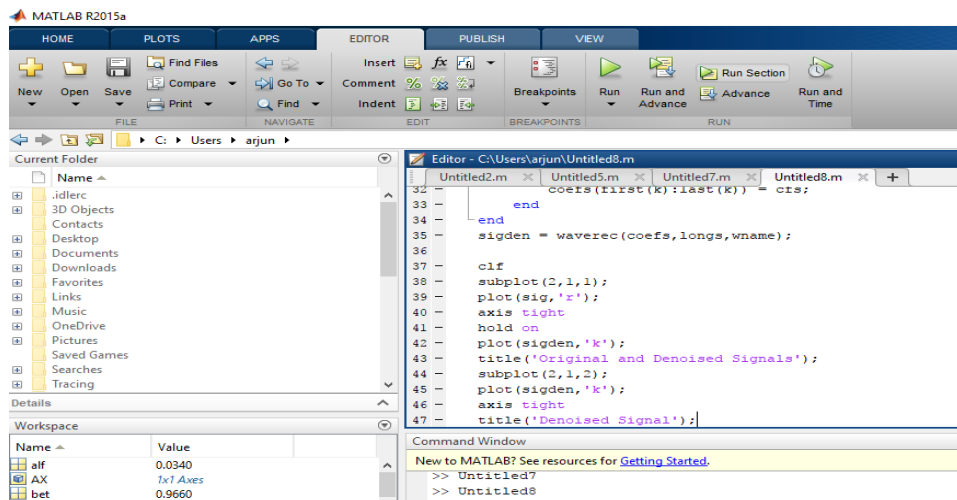 MATLAB R2015a
HOME PLOTS APPS EDITOR PUBLISH VIEW
New Open Save
Find Files
Compare
Print
FILE
Go To
Find
NAVIGATE
Insert fx
Comment
Indent
EDIT
Breakpoints
BREAKPOINTS
Run
Run and Advance
Run Section
Advance
Run and Time
RUN
C: Users arjun
Current Folder
Name
.idlerc
3D Objects
Contacts
Desktop
Documents
Downloads
Favorites
Links
Music
OneDrive
Pictures
Saved Games
Searches
Tracing
Details
Workspace
Name Value
alf 0.0340
AX 1x1 Axes
bet 0.9660
Editor - C:\Users\arjun\Untitled8.m
Untitled2.m Untitled5.m Untitled7.m Untitled8.m
32 - coefs(first(k):last(k)) = cfs;
33 - end
34 - end
35 - sigden = waverec(coefs,longs,wname);
36
37 - clf
38 - subplot(2,1,1);
39 - plot(sig,'r');
40 - axis tight
41 - hold on
42 - plot(sigden,'k');
43 - title('Original and Denoised Signals');
44 - subplot(2,1,2);
45 - plot(sigden,'k');
46 - axis tight
47 - title('Denoised Signal');
Command Window
New to MATLAB? See resources for Getting Started.
>> Untitled7
>> Untitled8